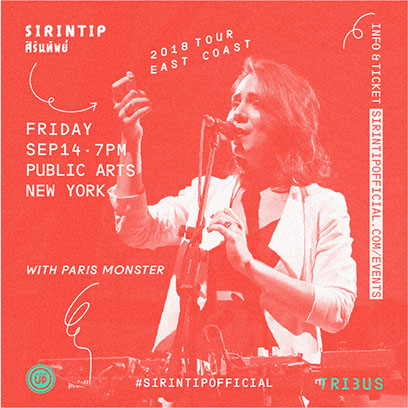 SIRINTIP
ศิรินทิพย์
2018 TOUR
EAST COAST
INFO & TICKET SIRINTIPOFFICIAL.COM/EVENTS
FRIDAY
SEP14·7PM
PUBLIC ARTS
NEW YORK
WITH PARIS MONSTER
UP
#SIRINTIPOFFICIAL
TRIBUS